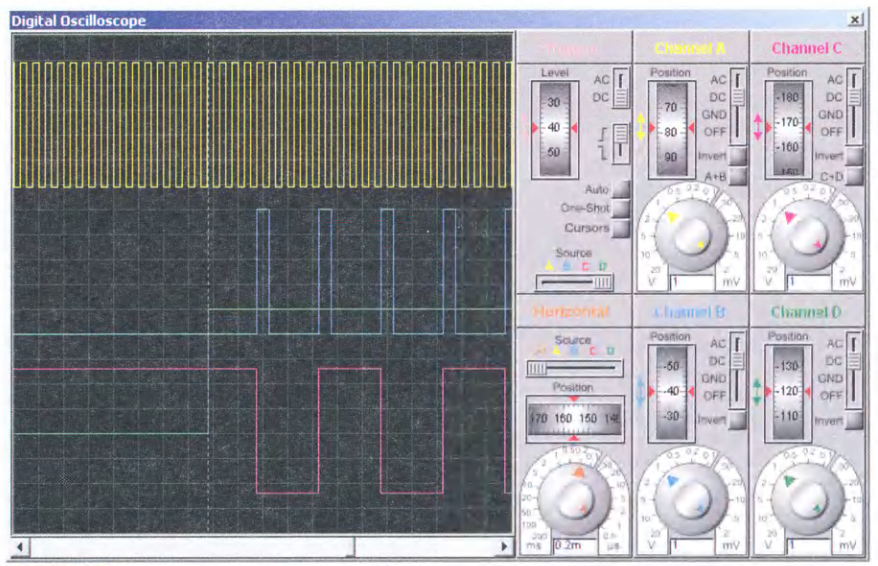 Digital Oscilloscope
Channel A
Channel C
Level
AC
DC
30
40
50
Auto
One-Shot
Cursors
Source
A B C D
Position
AC
DC
GND
OFF
70
80
90
Invert
A+B
V
1
mV
Position
AC
DC
GND
OFF
-180
-170
-160
Invert
C+D
V
1
mV
Horizontal
Source
A B C D
Position
170 160 150
ms
0.2m
µs
Channel B
Position
AC
DC
GND
OFF
-50
-40
-30
Invert
V
1
mV
Channel D
Position
AC
DC
GND
OFF
-130
-120
-110
Invert
V
1
mV